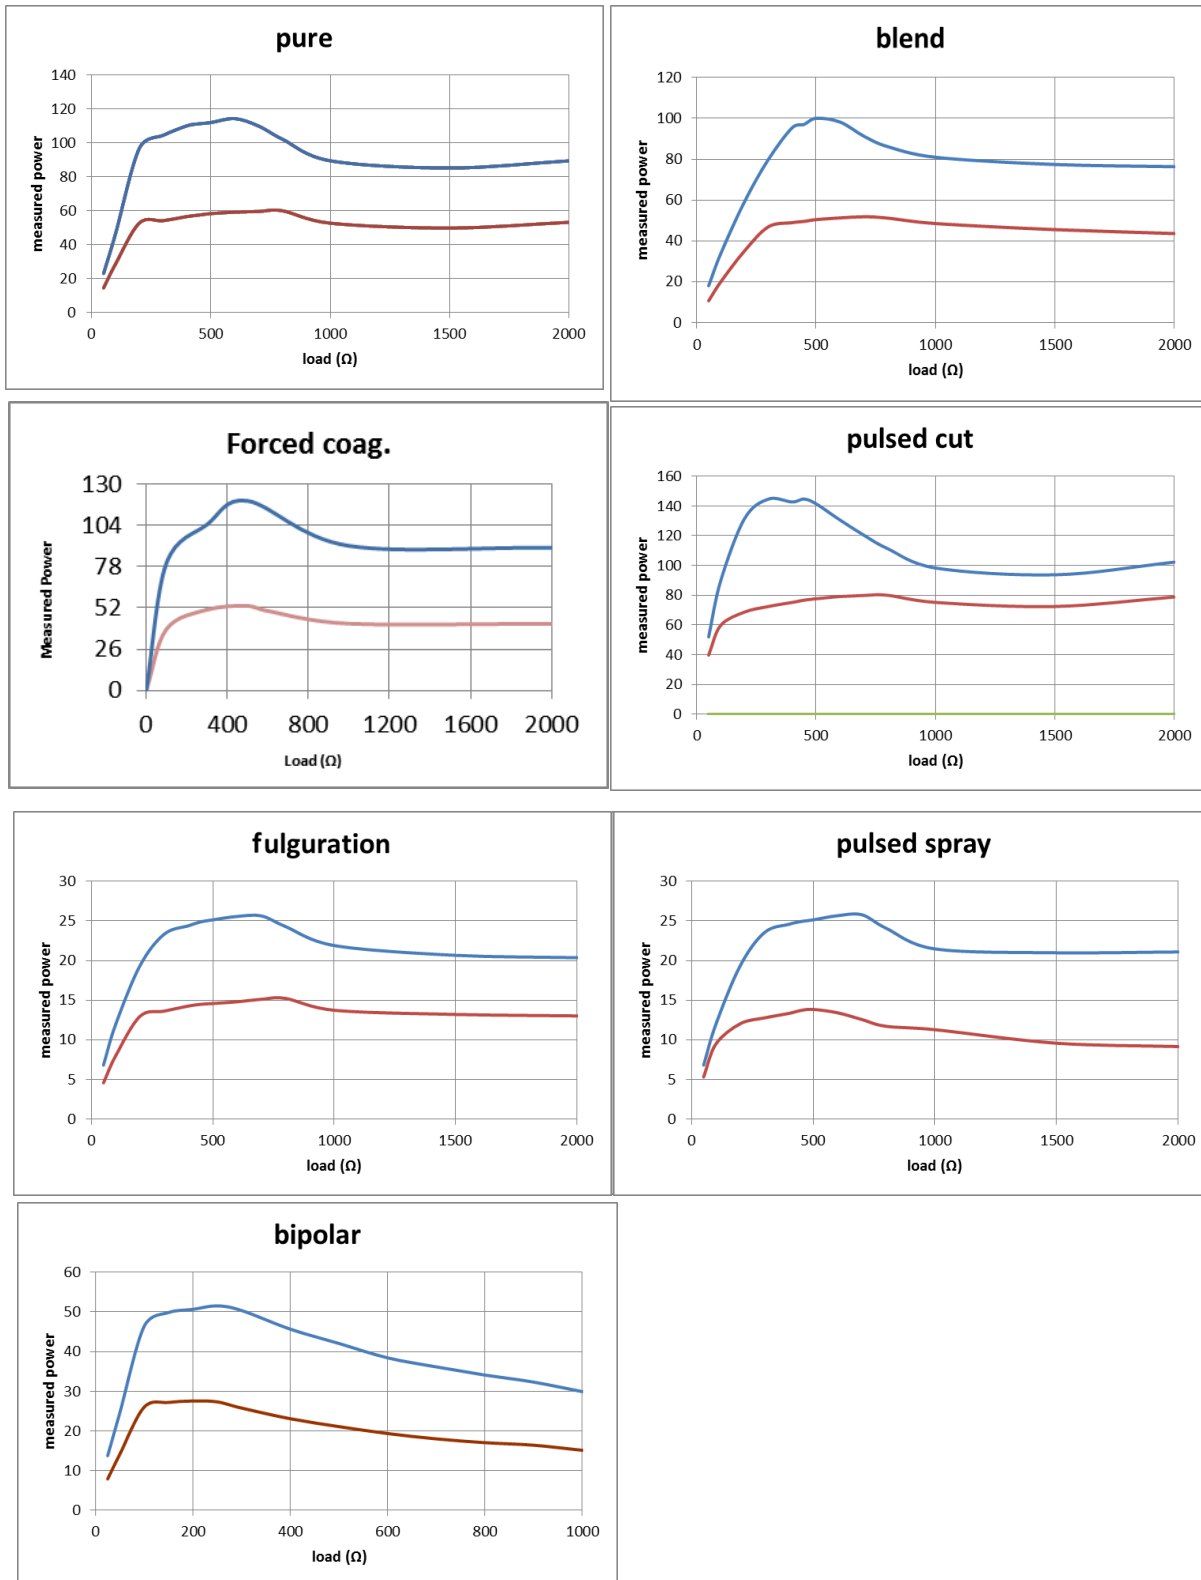 pure
140
120
100
80
60
40
20
0
measured power
0 500 1000 1500 2000
load (Ω)
blend
120
100
80
60
40
20
0
measured power
0 500 1000 1500 2000
load (Ω)
Forced coag.
130
104
78
52
26
0
Measured Power
0 400 800 1200 1600 2000
Load (Ω)
pulsed cut
160
140
120
100
80
60
40
20
0
measured power
0 500 1000 1500 2000
load (Ω)
fulguration
30
25
20
15
10
5
0
measured power
0 500 1000 1500 2000
load (Ω)
pulsed spray
30
25
20
15
10
5
0
measured power
0 500 1000 1500 2000
load (Ω)
bipolar
60
50
40
30
20
10
0
measured power
0 200 400 600 800 1000
load (Ω)